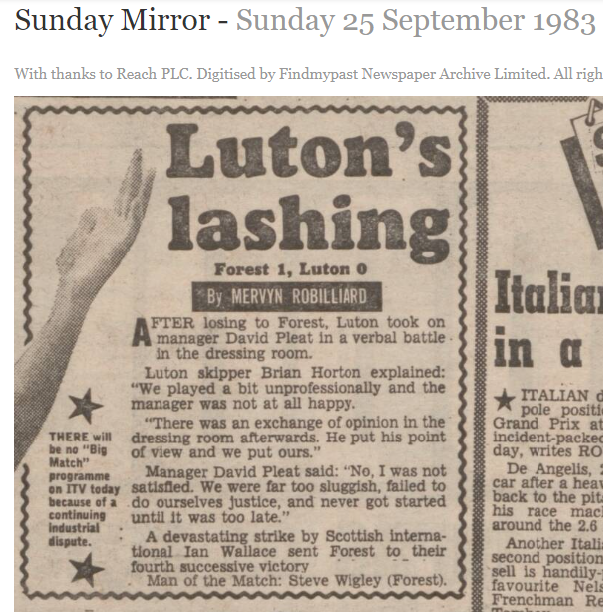 Sunday Mirror - Sunday 25 September 1983
With thanks to Reach PLC. Digitised by Findmypast Newspaper Archive Limited. All righ
Luton's
lashing
Forest 1, Luton 0
By MERVYN ROBILLIARD
AFTER losing to Forest, Luton took on
manager David Pleat in a verbal battle
in the dressing room.
Luton skipper Brian Horton explained:
"We played a bit unprofessionally and the
manager was not at all happy.
"There was an exchange of opinion in the
dressing room afterwards. He put his point
of view and we put ours."
Manager David Pleat said: "No, I was not
satisfied. We were far too sluggish, failed to
do ourselves justice, and never got started
until it was too late."
A devastating strike by Scottish interna-
tional Ian Wallace sent Forest to their
fourth successive victory
Man of the Match: Steve Wigley (Forest).
THERE will
be no "Big
Match"
programme
on ITV today
because of a
continuing
industrial
dispute.
Italia
in a
ITALIAN d
pole positi
Grand Prix at
incident-packe
day, writes RO
De Angelis, 2
car after a heav
back to the pits
his race mac
around the 2.6
Another Itali
second position
sell is handily-
favourite Nels
Frenchman Re